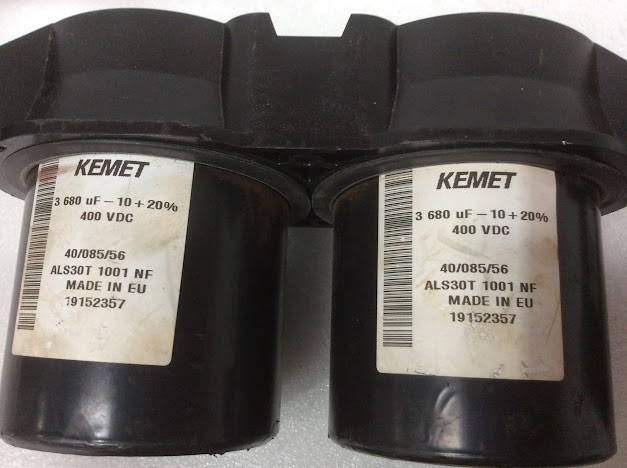 KEMET
3 680 uF -10 +20%
400 VDC
40/085/56
ALS30T 1001 NF
MADE IN EU
19152357
KEMET
3 680 uF -10 +20%
400 VDC
40/085/56
ALS30T 1001 NF
MADE IN EU
19152357